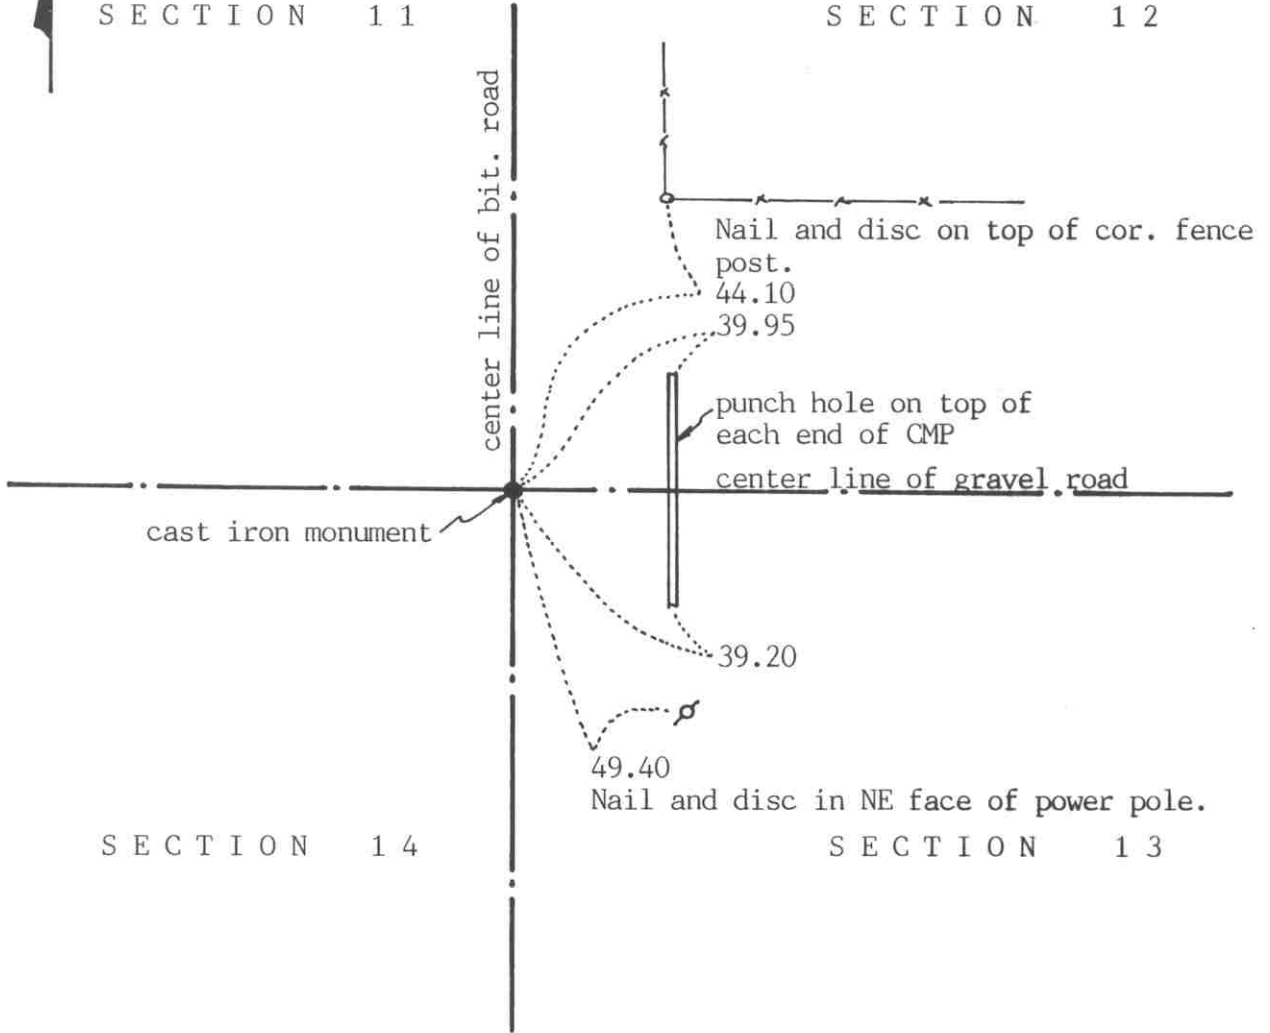 SECTION 11
SECTION 12
center line of bit. road
Nail and disc on top of cor. fence
post.
44.10
39.95
punch hole on top of
each end of CMP
center line of gravel road
cast iron monument
39.20
49.40
Nail and disc in NE face of power pole.
SECTION 14
SECTION 13